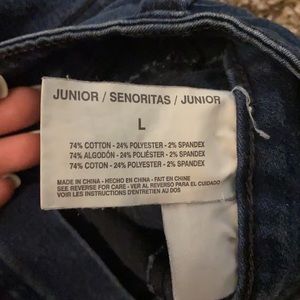 JUNIOR / SENORITAS / JUNIOR
L
74% COTTON - 24% POLYESTER - 2% SPANDEX
74% ALGODÓN - 24% POLIÉSTER - 2% SPANDEX
74% COTON - 24% POLYESTER - 2% SPANDEX
MADE IN CHINA - HECHO EN CHINA - FAIT EN CHINE
SEE REVERSE FOR CARE - VER AL REVERSO PARA EL CUIDADO
VOIR LES INSTRUCTIONS D'ENTRETIEN AU DOS